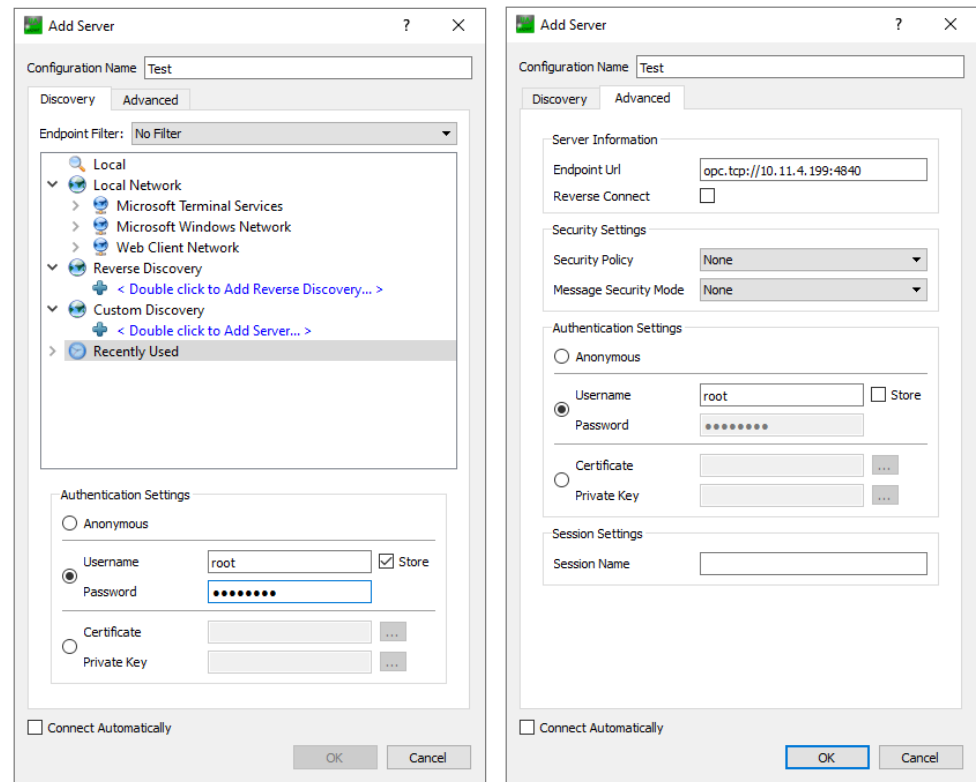 Add Server ? ×
Configuration Name Test
Discovery Advanced
Endpoint Filter: No Filter
Local
Local Network
Microsoft Terminal Services
Microsoft Windows Network
Web Client Network
Reverse Discovery
< Double click to Add Reverse Discovery... >
Custom Discovery
< Double click to Add Server... >
Recently Used
Authentication Settings
Anonymous
Username root Store
Password ●●●●●●●●
Certificate ...
Private Key ...
Connect Automatically
OK Cancel
Add Server ? ×
Configuration Name Test
Discovery Advanced
Server Information
Endpoint Url opc.tcp://10.11.4.199:4840
Reverse Connect
Security Settings
Security Policy None
Message Security Mode None
Authentication Settings
Anonymous
Username root Store
Password ●●●●●●●●
Certificate ...
Private Key ...
Session Settings
Session Name
Connect Automatically
OK Cancel